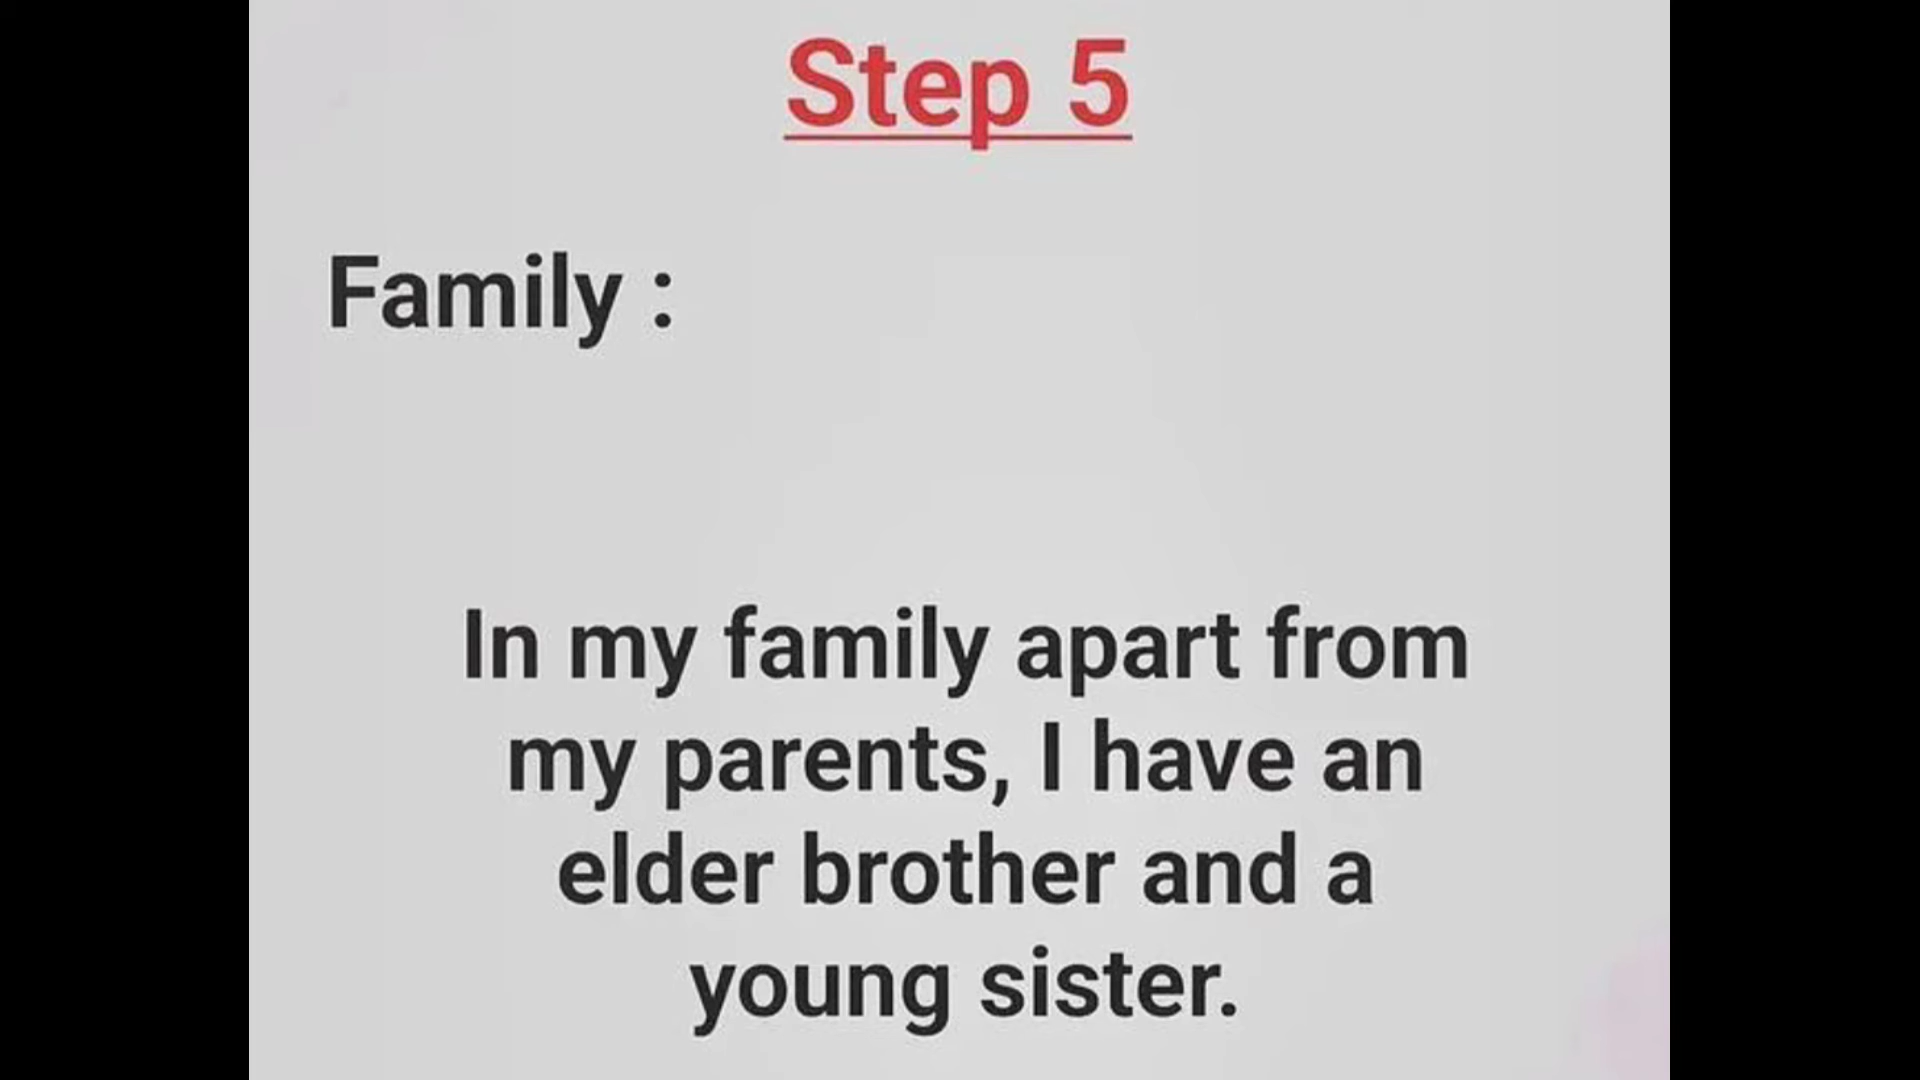 Step 5
Family :
In my family apart from
my parents, I have an
elder brother and a
young sister.